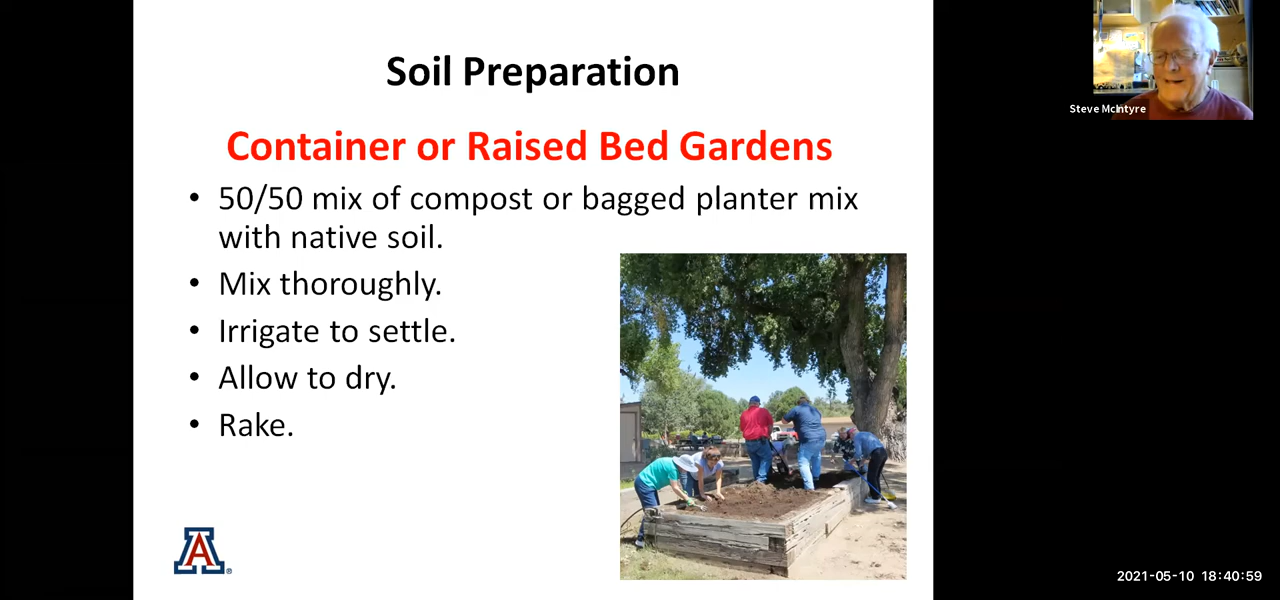 Soil Preparation
Container or Raised Bed Gardens
• 50/50 mix of compost or bagged planter mix
with native soil.
• Mix thoroughly.
• Irrigate to settle.
• Allow to dry.
• Rake.
A
Steve McIntyre
2021-05-10 18:40:59